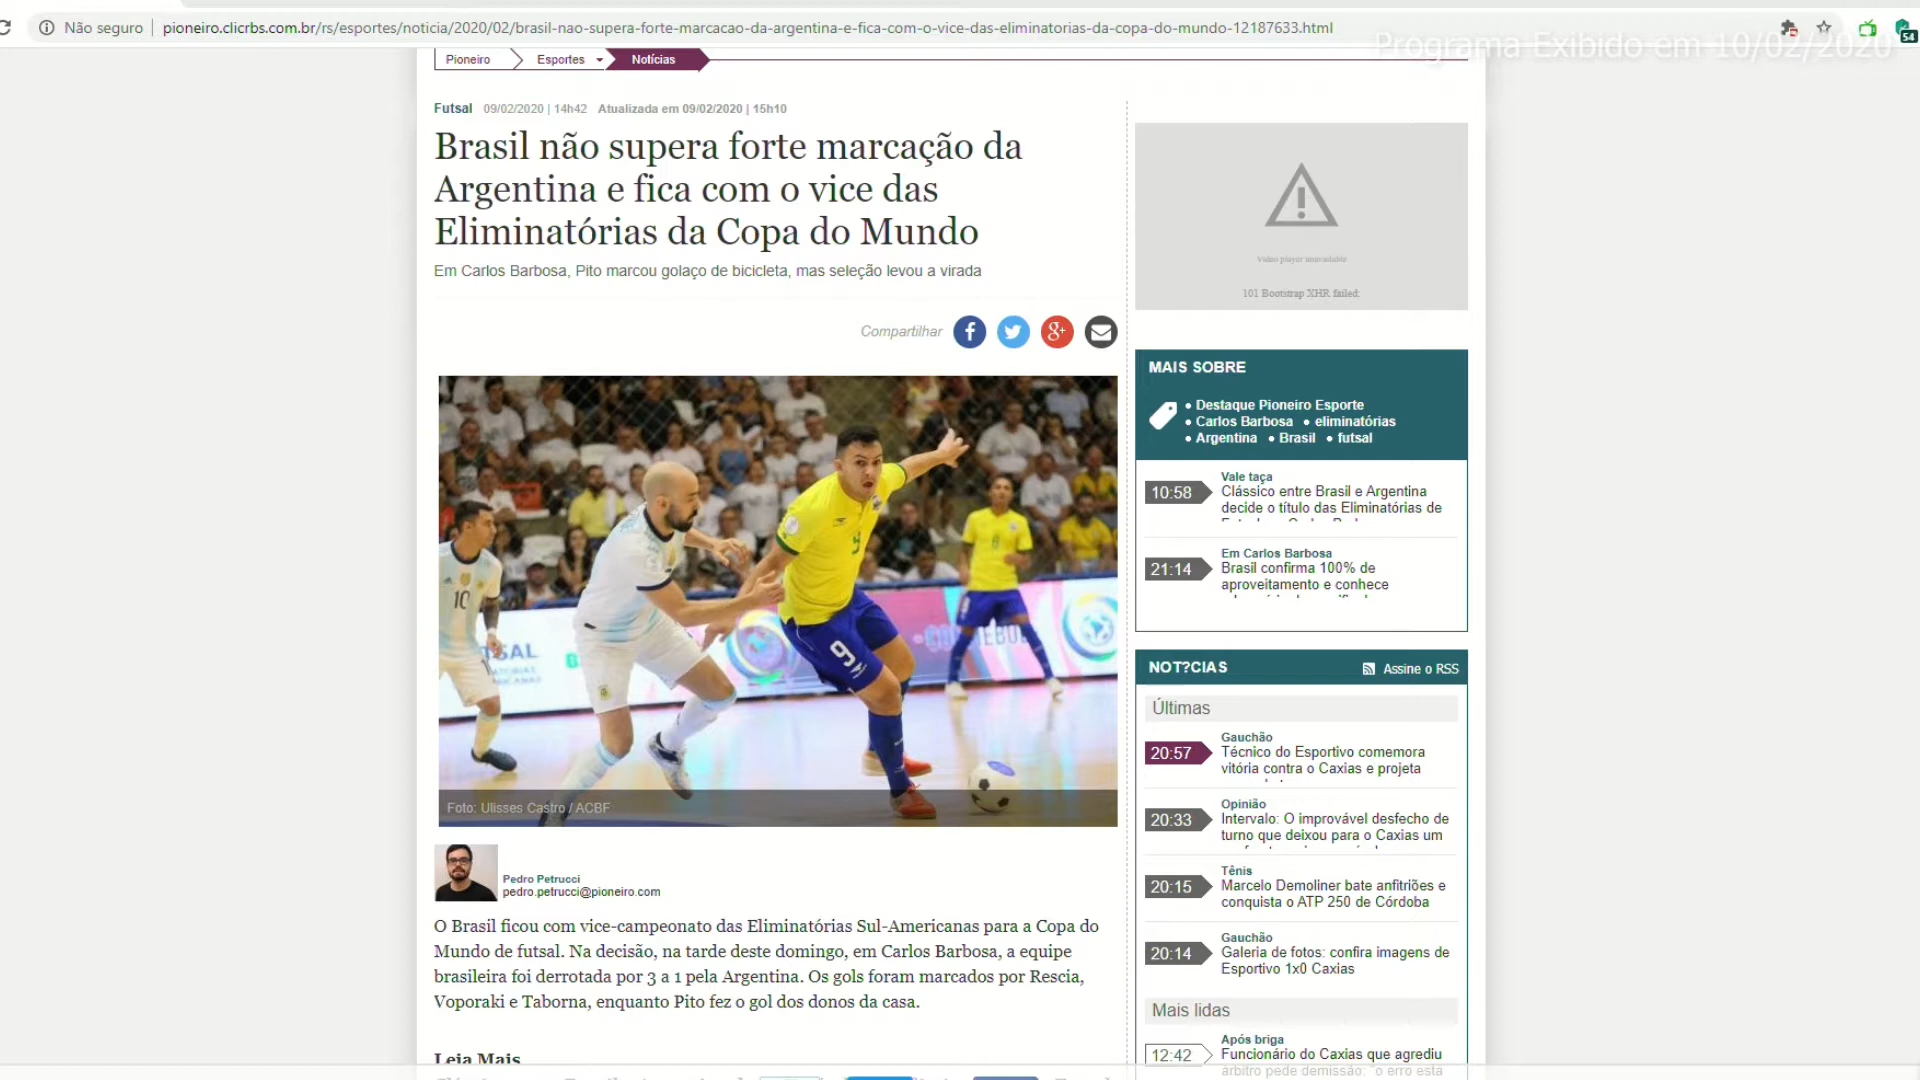 Não seguro
pioneiro.clicrbs.com.br/rs/esportes/noticia/2020/02/brasil-nao-supera-forte-marcacao-da-argentina-e-fica-com-o-vice-das-eliminatorias-da-copa-do-mundo-12187633.html
54
Programa Exibido em 10/02/2020
Pioneiro
Esportes
Notícias
Futsal 09/02/2020 | 14h42 Atualizada em 09/02/2020 | 15h10
Brasil não supera forte marcação da
Argentina e fica com o vice das
Eliminatórias da Copa do Mundo
Em Carlos Barbosa, Pito marcou golaço de bicicleta, mas seleção levou a virada
Compartilhar
10
9
9
Foto: Ulisses Castro / ACBF
Pedro Petrucci
pedro.petrucci@pioneiro.com
O Brasil ficou com vice-campeonato das Eliminatórias Sul-Americanas para a Copa do
Mundo de futsal. Na decisão, na tarde deste domingo, em Carlos Barbosa, a equipe
brasileira foi derrotada por 3 a 1 pela Argentina. Os gols foram marcados por Rescia,
Voporaki e Taborna, enquanto Pito fez o gol dos donos da casa.
Leia Mais
Video player unavailable
101 Bootstrap XHR failed:
MAIS SOBRE
• Destaque Pioneiro Esporte
• Carlos Barbosa • eliminatórias
• Argentina • Brasil • futsal
10:58
Vale taça
Clássico entre Brasil e Argentina
decide o título das Eliminatórias de
21:14
Em Carlos Barbosa
Brasil confirma 100% de
aproveitamento e conhece
NOT?CIAS
Assine o RSS
Últimas
20:57
Gauchão
Técnico do Esportivo comemora
vitória contra o Caxias e projeta
20:33
Opinião
Intervalo: O improvável desfecho de
turno que deixou para o Caxias um
20:15
Tênis
Marcelo Demoliner bate anfitriões e
conquista o ATP 250 de Córdoba
20:14
Gauchão
Galeria de fotos: confira imagens de
Esportivo 1x0 Caxias
Mais lidas
12:42
Após briga
Funcionário do Caxias que agrediu
árbitro pede demissão: "o erro está